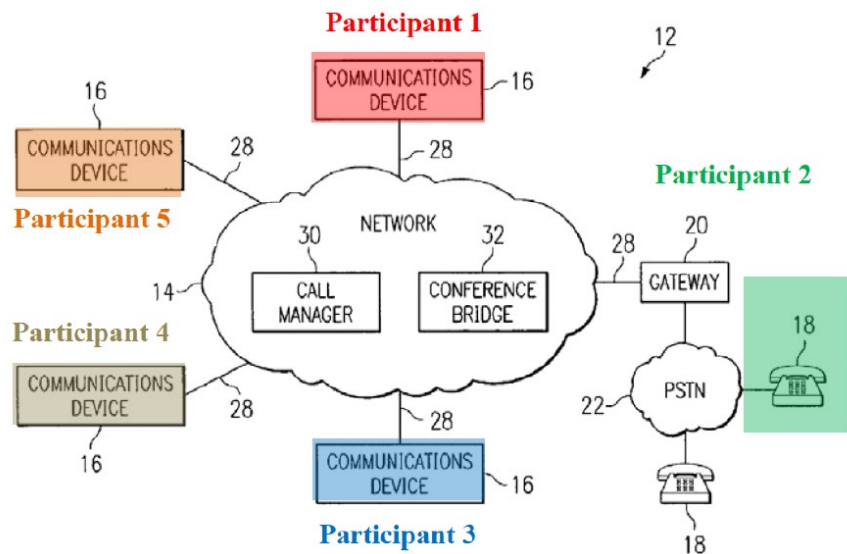 Participant 1
12
COMMUNICATIONS
DEVICE
16
16
COMMUNICATIONS
DEVICE
28
28
Participant 5
Participant 2
NETWORK
30
CALL
MANAGER
32
CONFERENCE
BRIDGE
14
28
20
GATEWAY
18
22
PSTN
18
Participant 4
COMMUNICATIONS
DEVICE
16
28
28
COMMUNICATIONS
DEVICE
16
Participant 3